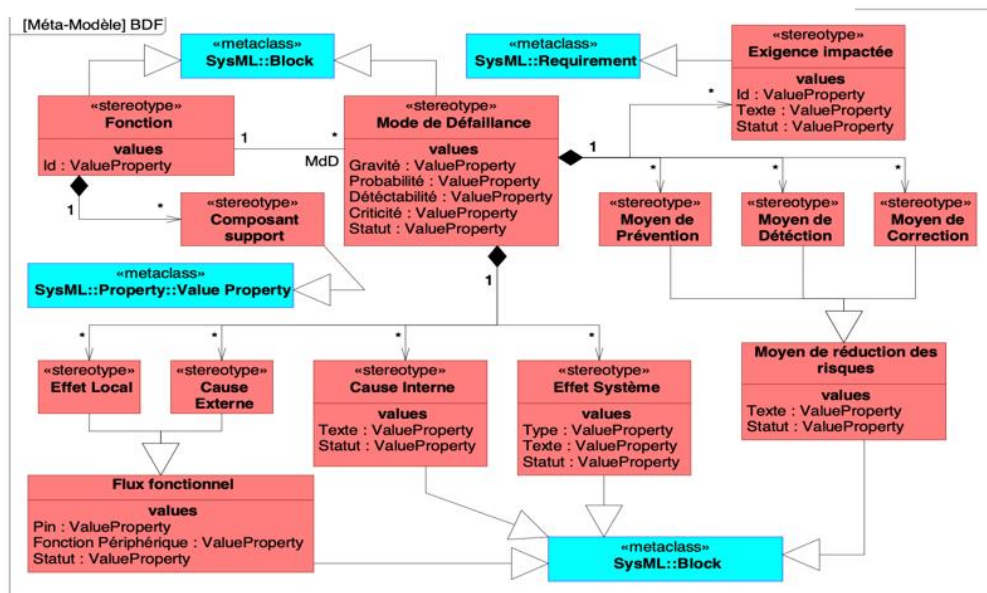 [Méta-Modèle] BDF
«metaclass»
SysML::Block
«metaclass»
SysML::Requirement
«stereotype»
Exigence impactée
values
Id : ValueProperty
Texte : ValueProperty
Statut : ValueProperty
«stereotype»
Fonction
values
Id : ValueProperty
1
*
MdD
«stereotype»
Mode de Défaillance
values
Gravité : ValueProperty
Probabilité : ValueProperty
Détéctabilité : ValueProperty
Criticité : ValueProperty
Statut : ValueProperty
1
*
*
*
*
1
*
«stereotype»
Composant
support
«stereotype»
Moyen de
Prévention
«stereotype»
Moyen de
Détéction
«stereotype»
Moyen de
Correction
«metaclass»
SysML::Property::Value Property
1
*
*
*
*
«stereotype»
Effet Local
«stereotype»
Cause
Externe
«stereotype»
Cause Interne
values
Texte : ValueProperty
Statut : ValueProperty
«stereotype»
Effet Système
values
Type : ValueProperty
Texte : ValueProperty
Statut : ValueProperty
Moyen de réduction des
risques
values
Texte : ValueProperty
Statut : ValueProperty
Flux fonctionnel
values
Pin : ValueProperty
Fonction Périphérique : ValueProperty
Statut : ValueProperty
«metaclass»
SysML::Block